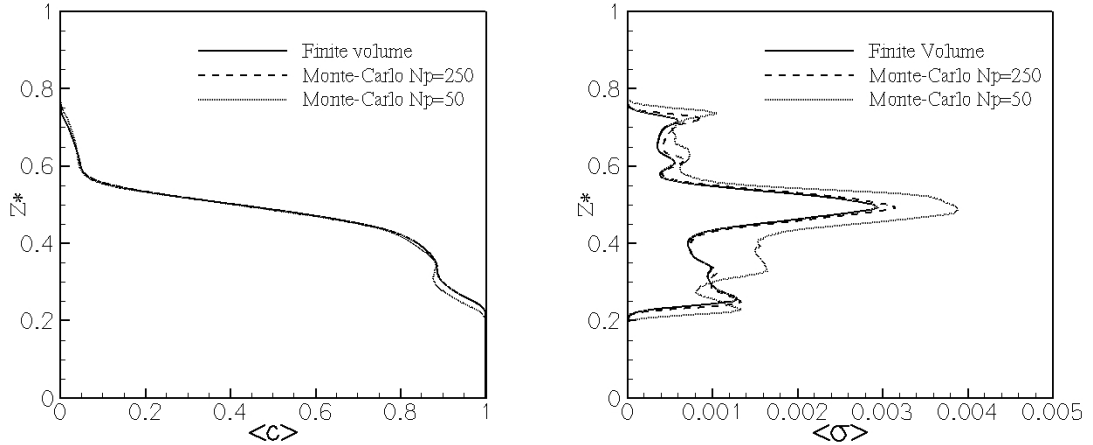 1
0.8
0.6
0.4
0.2
0
Z*
Finite volume
Monte-Carlo Np=250
Monte-Carlo Np=50
0
0.2
0.4
0.6
0.8
1
<c>
1
0.8
0.6
0.4
0.2
0
Z*
Finite Volume
Monte-Carlo Np=250
Monte-Carlo Np=50
0
0.001
0.002
0.003
0.004
0.005
<σ>